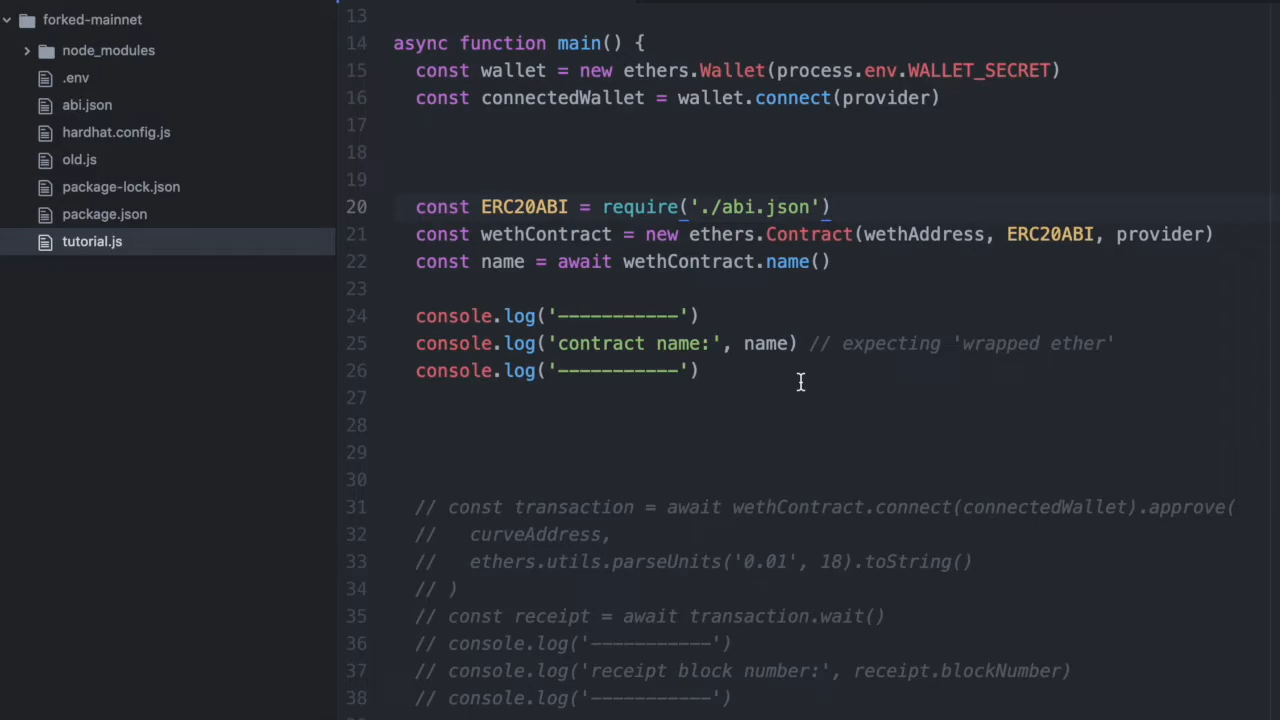 forked-mainnet
node_modules
.env
abi.json
hardhat.config.js
old.js
package-lock.json
package.json
tutorial.js
13
14 async function main() {
15 const wallet = new ethers.Wallet(process.env.WALLET_SECRET)
16 const connectedWallet = wallet.connect(provider)
17
18
19
20 const ERC20ABI = require('./abi.json')
21 const wethContract = new ethers.Contract(wethAddress, ERC20ABI, provider)
22 const name = await wethContract.name()
23
24 console.log('-----------')
25 console.log('contract name:', name) // expecting 'wrapped ether'
26 console.log('-----------')
27
28
29
30
31 // const transaction = await wethContract.connect(connectedWallet).approve(
32 // curveAddress,
33 // ethers.utils.parseUnits('0.01', 18).toString()
34 // )
35 // const receipt = await transaction.wait()
36 // console.log('-----------')
37 // console.log('receipt block number:', receipt.blockNumber)
38 // console.log('-----------')